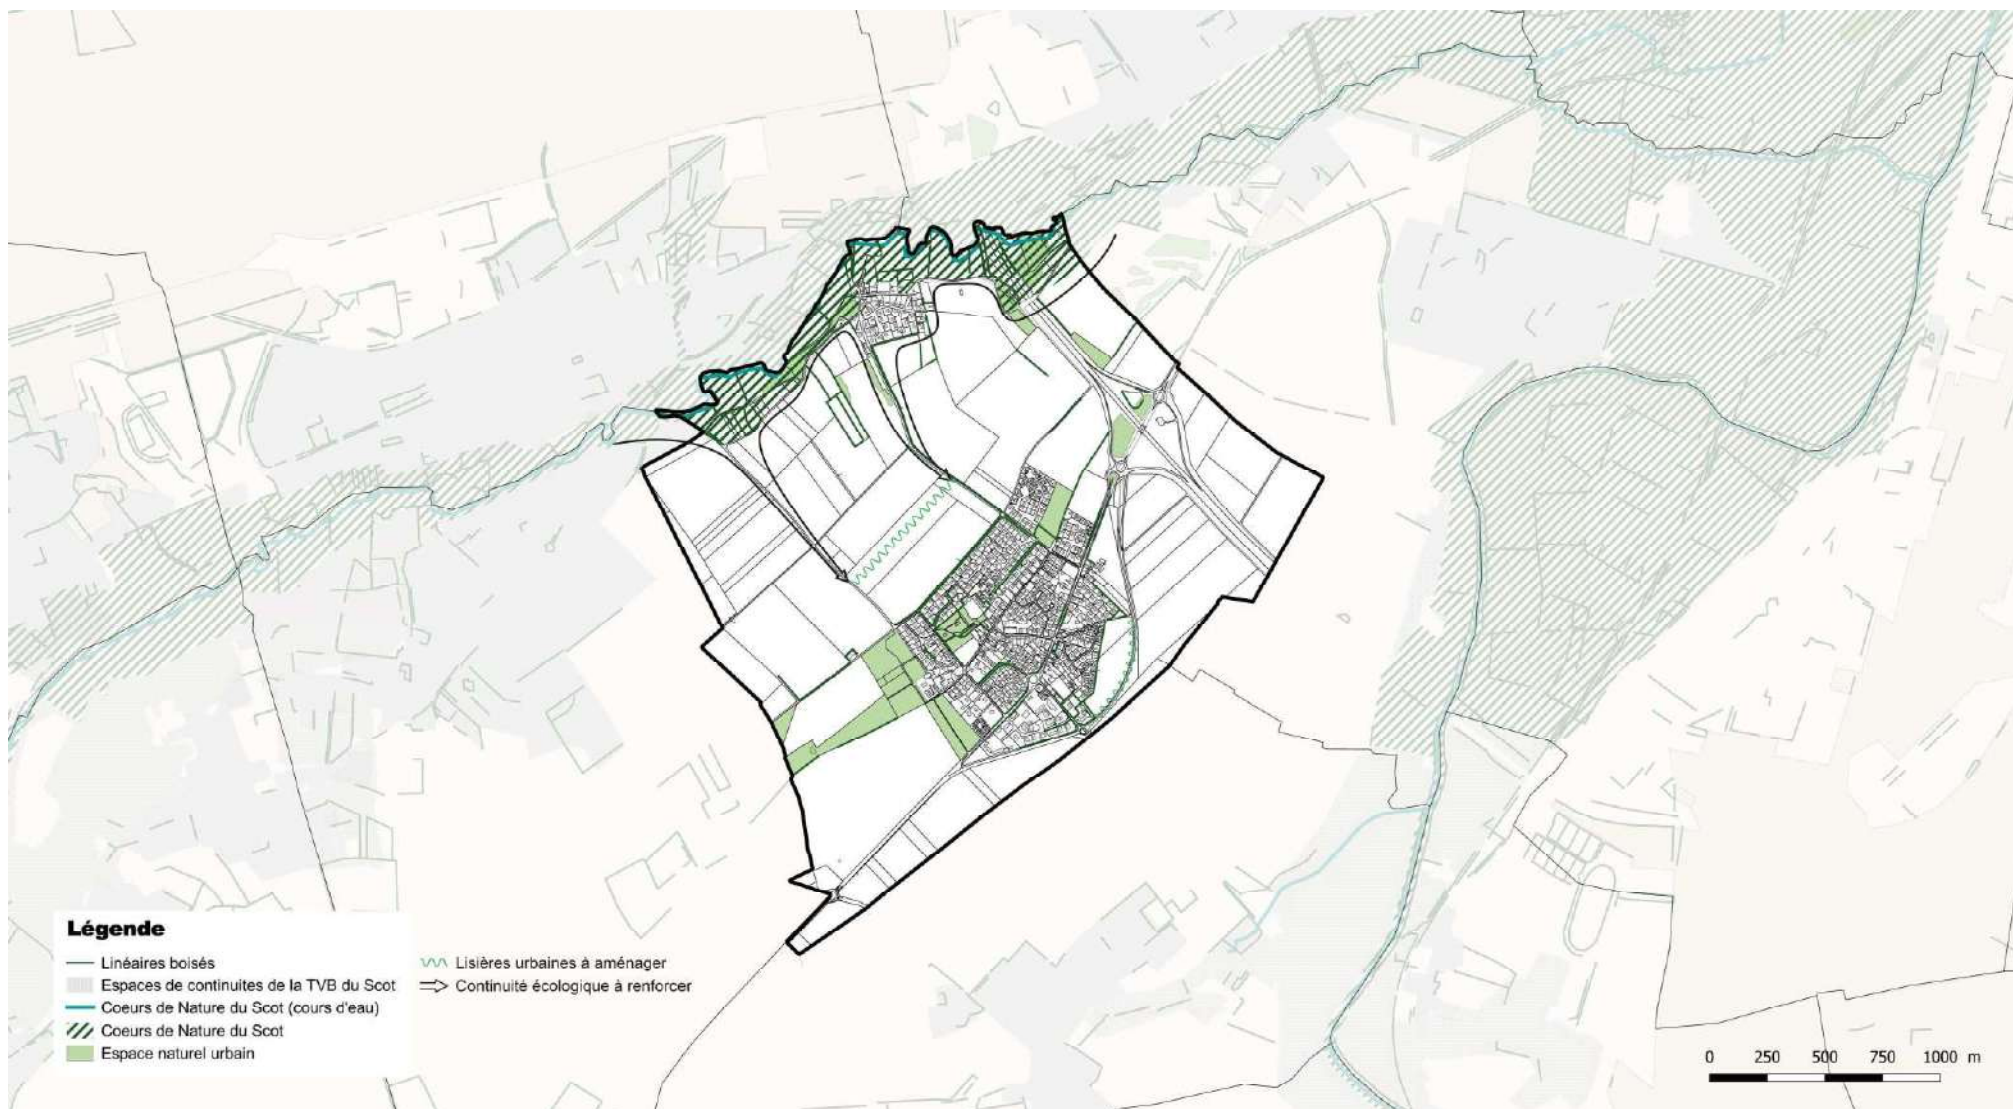 Légende
Linéaires boisés
Espaces de continuites de la TVB du Scot
Coeurs de Nature du Scot (cours d'eau)
Coeurs de Nature du Scot
Espace naturel urbain
Lisières urbaines à aménager
Continuité écologique à renforcer
0 250 500 750 1000 m